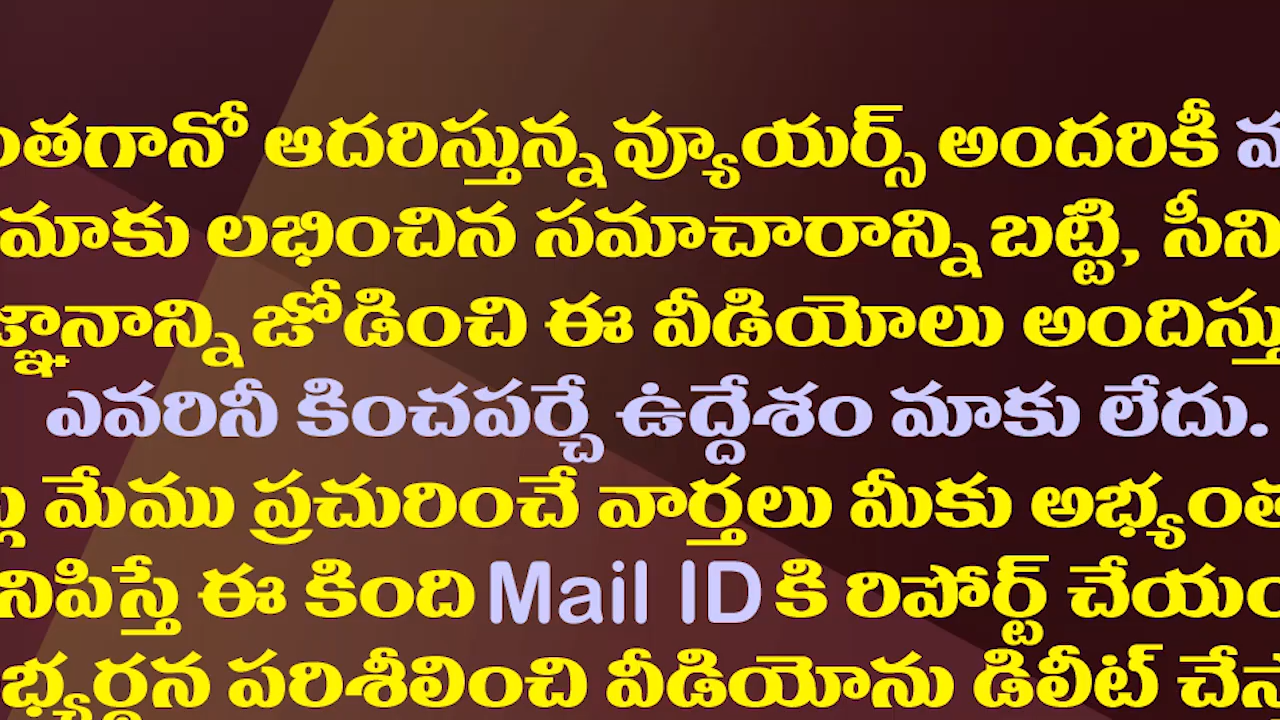 ంతగానో ఆదరిస్తున్న వ్యూయర్స్ అందరికీ
మాకు లభించిన సమాచారాన్ని బట్టి, సీని
జ్ఞానాన్ని జోడించి ఈ వీడియోలు అందిస్తు
ఎవరినీ కించపర్చే ఉద్దేశం మాకు లేదు.
మేము ప్రచురించే వార్తలు మీకు అభ్యంత
నిపిస్తే ఈ కింది Mail ID కి రిపోర్ట్ చేయం
భ్యర్థన పరిశీలించి వీడియోను డిలీట్ చేస